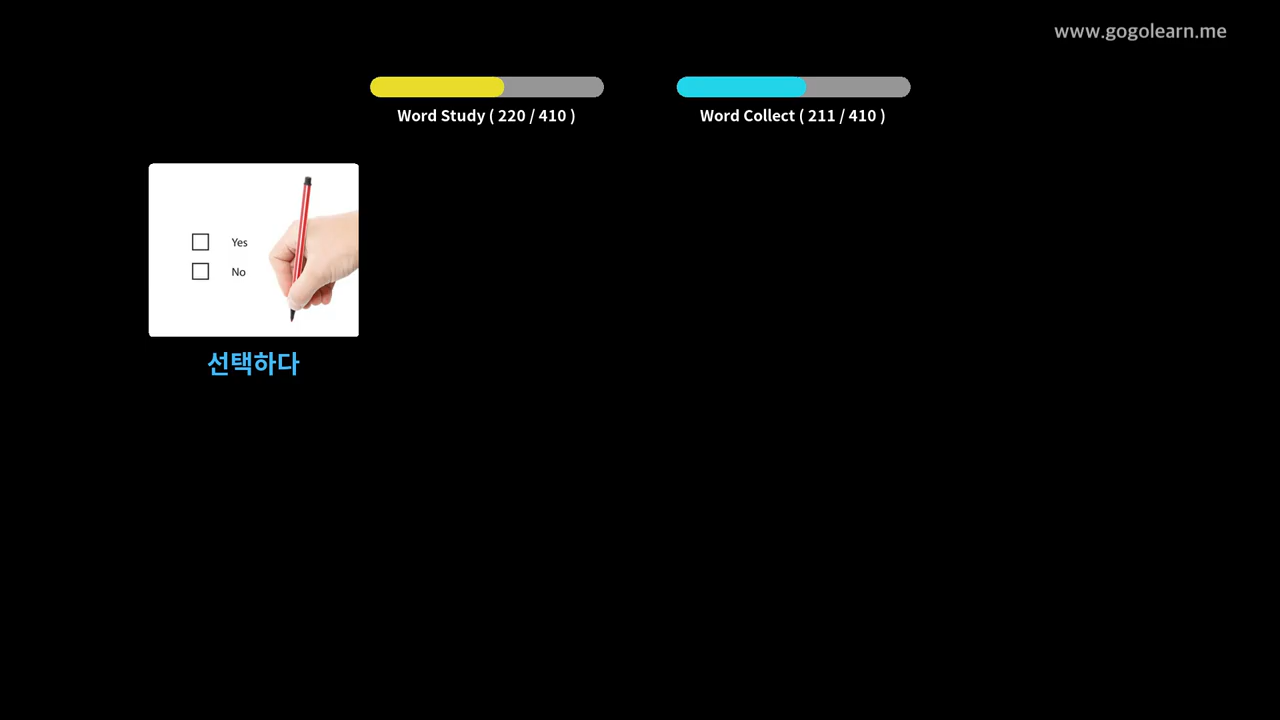 www.gogolearn.me
Word Study ( 220 / 410 )
Word Collect ( 211 / 410 )
Yes
No
선택하다